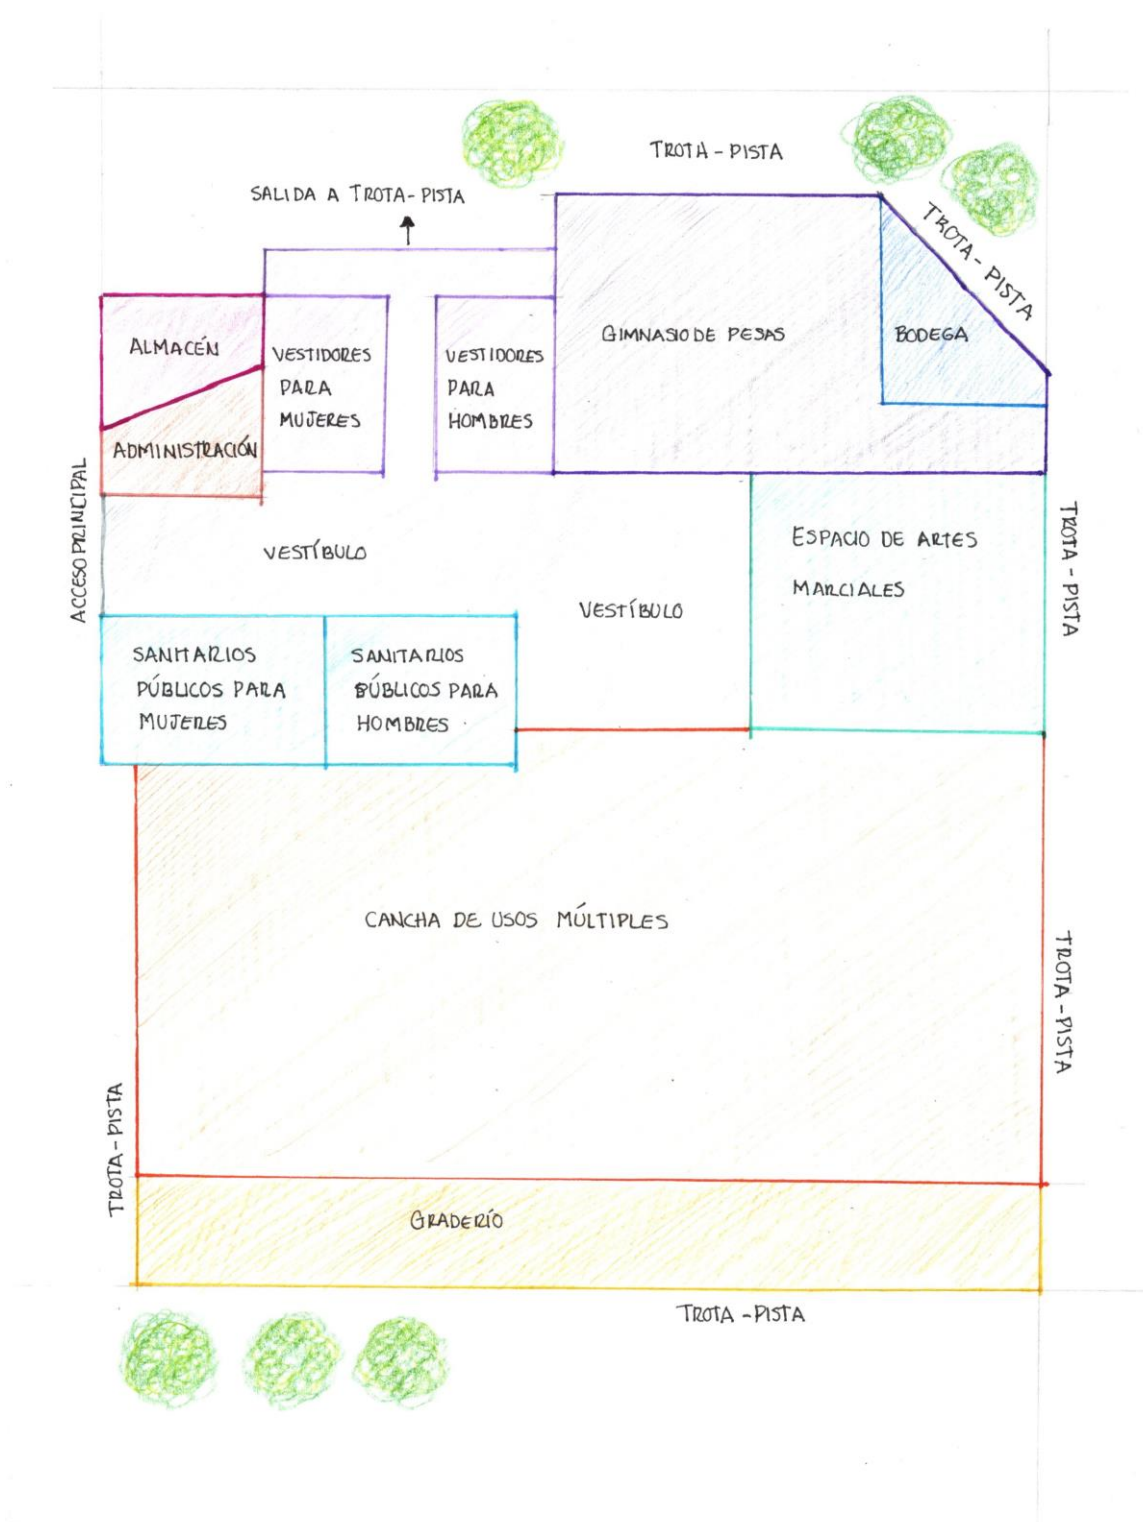 TROTA-PISTA
SALIDA A TROTA-PISTA
TROTA-PISTA
ALMACÉN
VESTIDORES
PARA
MUJERES
VESTIDORES
PARA
HOMBRES
GIMNASIO DE PESAS
BODEGA
ADMINISTRACIÓN
ACCESO PRINCIPAL
VESTÍBULO
VESTÍBULO
ESPACIO DE ARTES
MARCIALES
TROTA-PISTA
SANITARIOS
PÚBLICOS PARA
MUJERES
SANITARIOS
PÚBLICOS PARA
HOMBRES
CANCHA DE USOS MÚLTIPLES
TROTA-PISTA
TROTA-PISTA
GRADERÍO
TROTA-PISTA